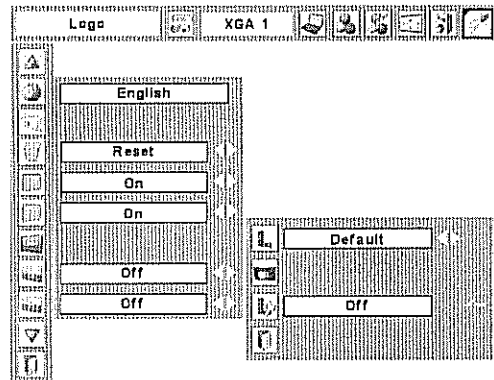 Logo
XGA 1
English
Reset
On
On
Default
Off
Off
Off